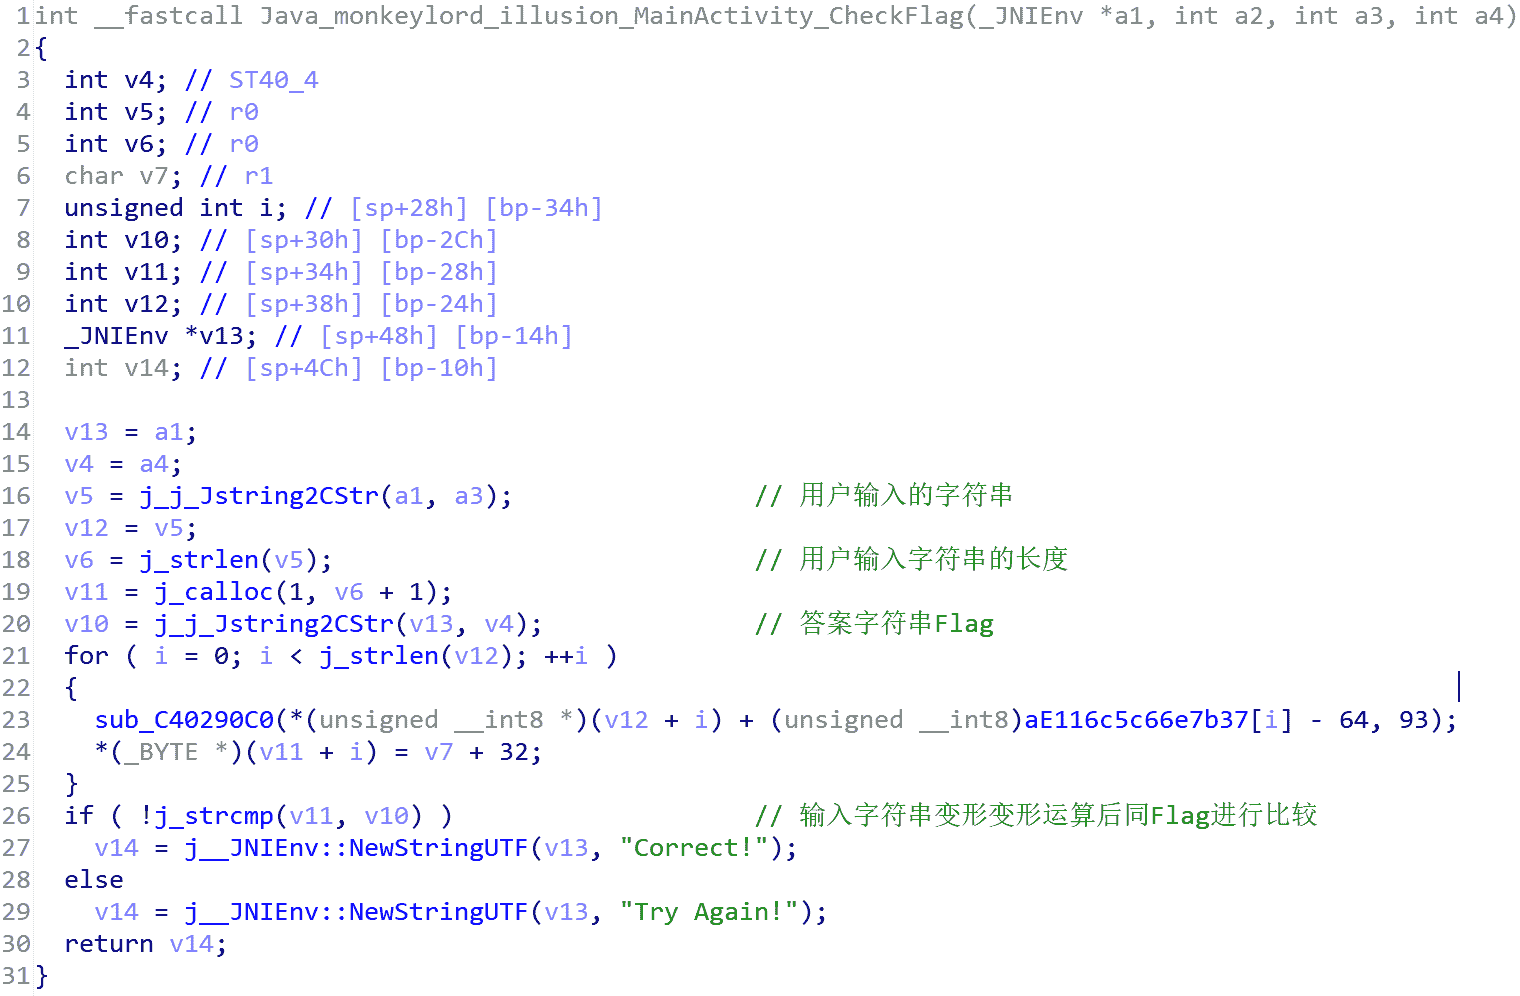 1 int __fastcall Java_monkeylord_illusion_MainActivity_CheckFlag(_JNIEnv *a1, int a2, int a3, int a4)
2 {
3   int v4; // ST40_4
4   int v5; // r0
5   int v6; // r0
6   char v7; // r1
7   unsigned int i; // [sp+28h] [bp-34h]
8   int v10; // [sp+30h] [bp-2Ch]
9   int v11; // [sp+34h] [bp-28h]
10   int v12; // [sp+38h] [bp-24h]
11   _JNIEnv *v13; // [sp+48h] [bp-14h]
12   int v14; // [sp+4Ch] [bp-10h]
13
14   v13 = a1;
15   v4 = a4;
16   v5 = j_j_Jstring2CStr(a1, a3);                // 用户输入的字符串
17   v12 = v5;
18   v6 = j_strlen(v5);                            // 用户输入字符串的长度
19   v11 = j_calloc(1, v6 + 1);
20   v10 = j_j_Jstring2CStr(v13, v4);              // 答案字符串Flag
21   for ( i = 0; i < j_strlen(v12); ++i )
22   {
23     sub_C40290C0(*(unsigned __int8 *)(v12 + i) + (unsigned __int8)aE116c5c66e7b37[i] - 64, 93);
24     *(_BYTE *)(v11 + i) = v7 + 32;
25   }
26   if ( !j_strcmp(v11, v10) )                    // 输入字符串变形变形运算后同Flag进行比较
27     v14 = j__JNIEnv::NewStringUTF(v13, "Correct!");
28   else
29     v14 = j__JNIEnv::NewStringUTF(v13, "Try Again!");
30   return v14;
31 }